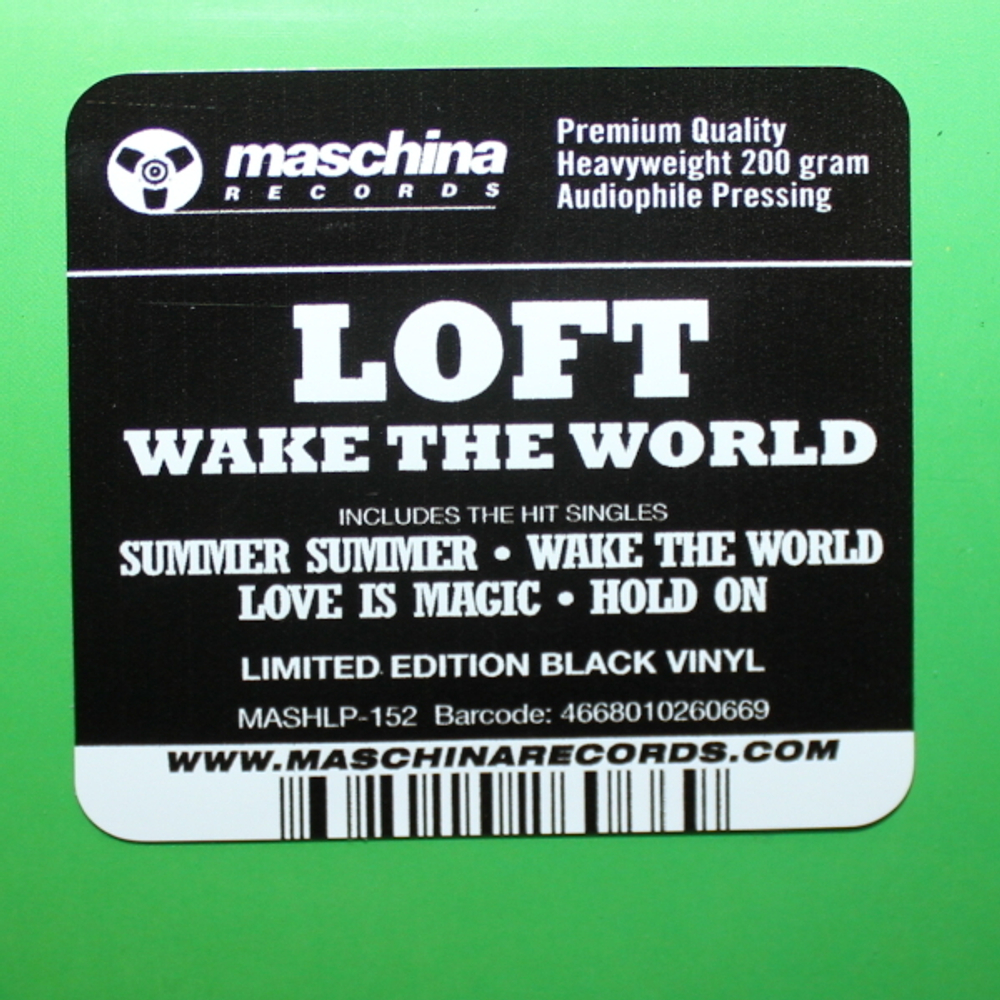 maschina
RECORDS
Premium Quality
Heavyweight 200 gram
Audiophile Pressing
LOFT
WAKE THE WORLD
INCLUDES THE HIT SINGLES
SUMMER SUMMER • WAKE THE WORLD
LOVE IS MAGIC • HOLD ON
LIMITED EDITION BLACK VINYL
MASHLP-152 Barcode: 4668010260669
WWW.MASCHINARECORDS.COM